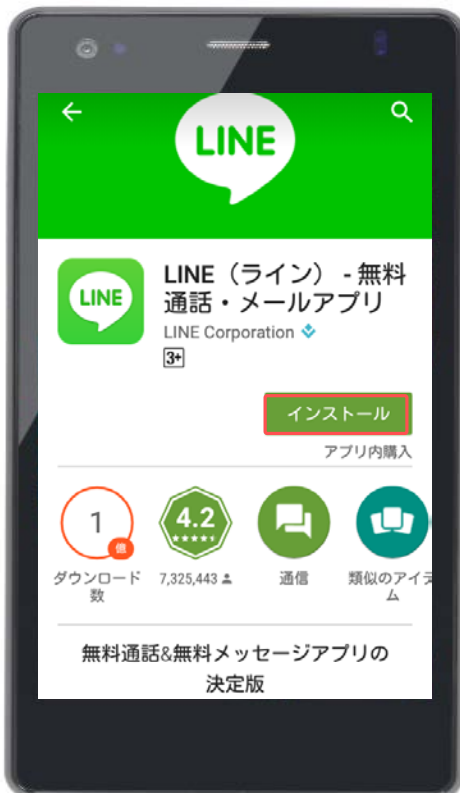 LINE
LINE
LINE（ライン） - 無料
通話・メールアプリ
LINE Corporation
3+
インストール
アプリ内購入
1
億
4.2
ダウンロード
数
7,325,443
通信
類似のアイテ
ム
無料通話&無料メッセージアプリの
決定版